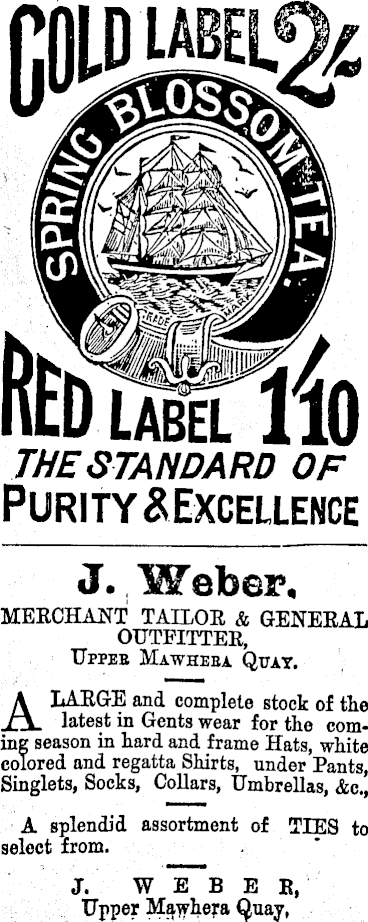 GOLD LABEL 2/-
SPRING BLOSSOM TEA.
TRADE MARK
RED LABEL 1/10
THE STANDARD OF
PURITY & EXCELLENCE
J. Weber,
MERCHANT TAILOR & GENERAL
OUTFITTER,
UPPER MAWHERA QUAY.
A LARGE and complete stock of the
latest in Gents wear for the com-
ing season in hard and frame Hats, white
colored and regatta Shirts, under Pants,
Singlets, Socks, Collars, Umbrellas, &c.,
A splendid assortment of TIES to
select from.
J. WEBER,
Upper Mawhera Quay,